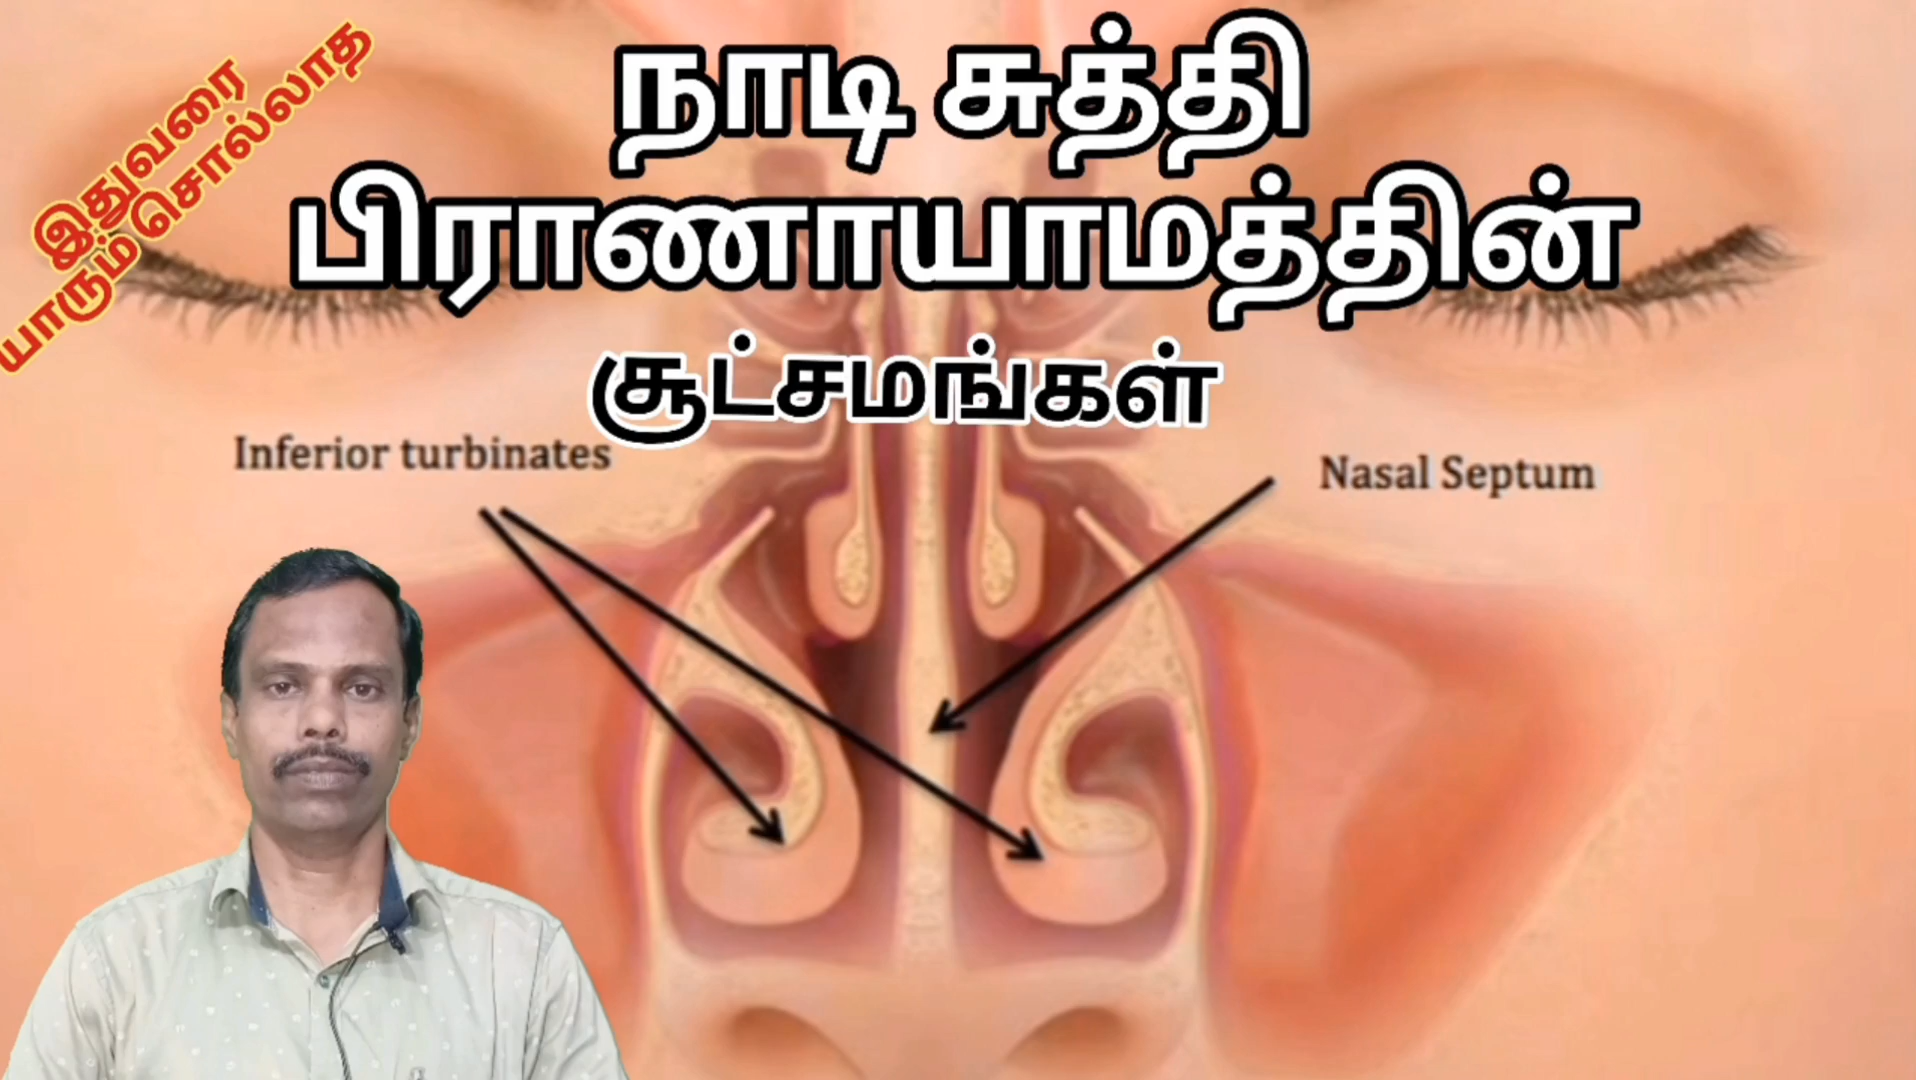 இதுவரை
யாரும் சொல்லாத
நாடி சுத்தி
பிராணாயாமத்தின்
சூட்சமங்கள்
Inferior turbinates
Nasal Septum